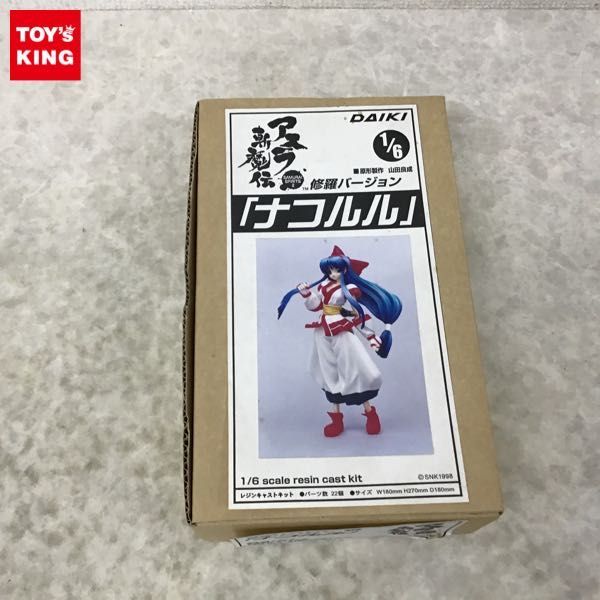 TOY's
KING
DAIKI
アスラ
斬魔伝
SAMURAI SPIRITS
1/6
■原形製作 山田良成
TM 修羅バージョン
「ナコルル」
1/6 scale resin cast kit
©SNK1998
レジンキャストキット ●パーツ数 22個 ●サイズ W180mm H270mm D180mm